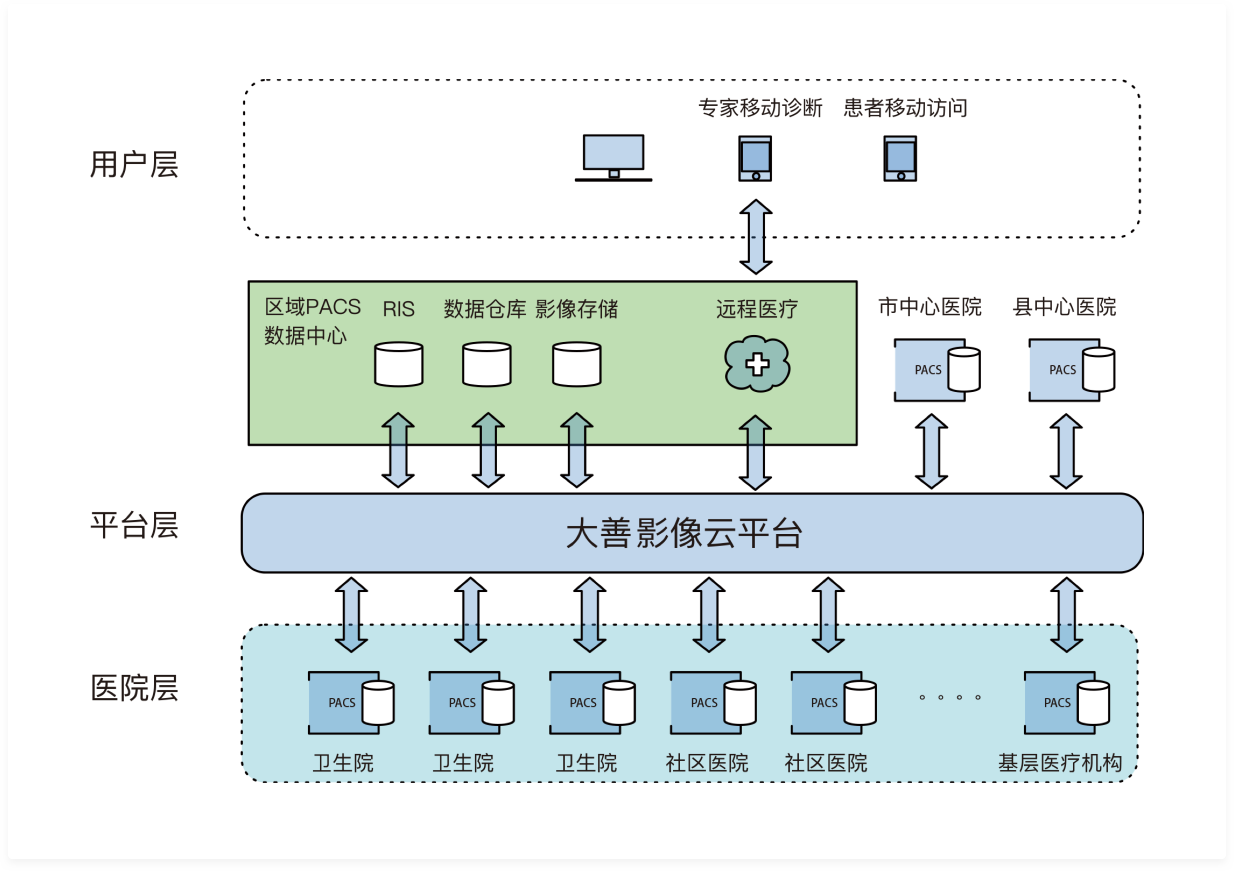 专家移动诊断 患者移动访问
用户层
区域PACS
数据中心
RIS
数据仓库
影像存储
远程医疗
市中心医院
县中心医院
PACS
PACS
平台层
大善影像云平台
医院层
PACS
PACS
PACS
PACS
PACS
。。。。
PACS
卫生院
卫生院
卫生院
社区医院
社区医院
基层医疗机构